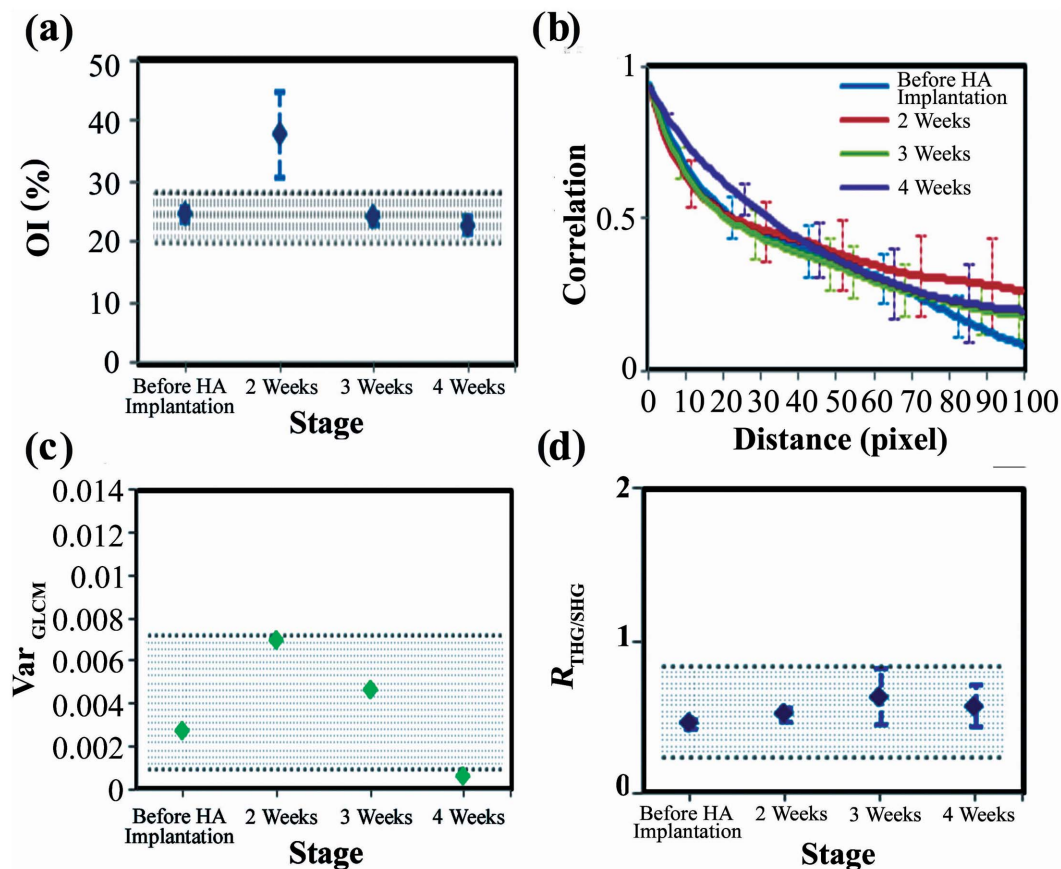 (a)
50
40
30
20
10
0
OI (%)
Before HA
Implantation
2 Weeks
3 Weeks
4 Weeks
Stage
(b)
1
0.5
0
Correlation
Before HA
Implantation
2 Weeks
3 Weeks
4 Weeks
0 10 20 30 40 50 60 70 80 90 100
Distance (pixel)
(c)
0.014
0.012
0.01
0.008
0.006
0.004
0.002
0
Var GLCM
Before HA
Implantation
2 Weeks
3 Weeks
4 Weeks
Stage
(d)
2
1
0
R THG/SHG
Before HA
Implantation
2 Weeks
3 Weeks
4 Weeks
Stage